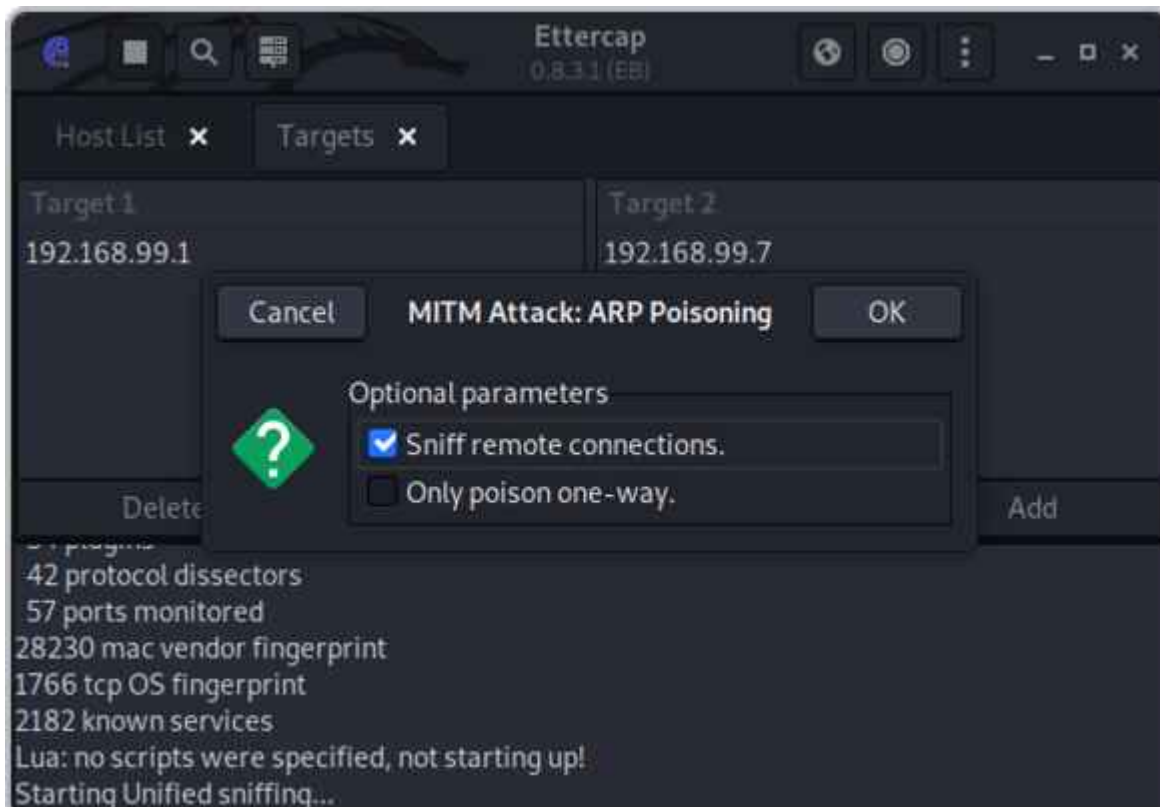 Ettercap
0.8.3.1 (EB)
Host List
Targets
Target 1 Target 2
192.168.99.1 192.168.99.7
Cancel MITM Attack: ARP Poisoning OK
Optional parameters
Sniff remote connections.
Only poison one-way.
Delete Add
plugins
42 protocol dissectors
57 ports monitored
28230 mac vendor fingerprint
1766 tcp OS fingerprint
2182 known services
Lua: no scripts were specified, not starting up!
Starting Unified sniffing...